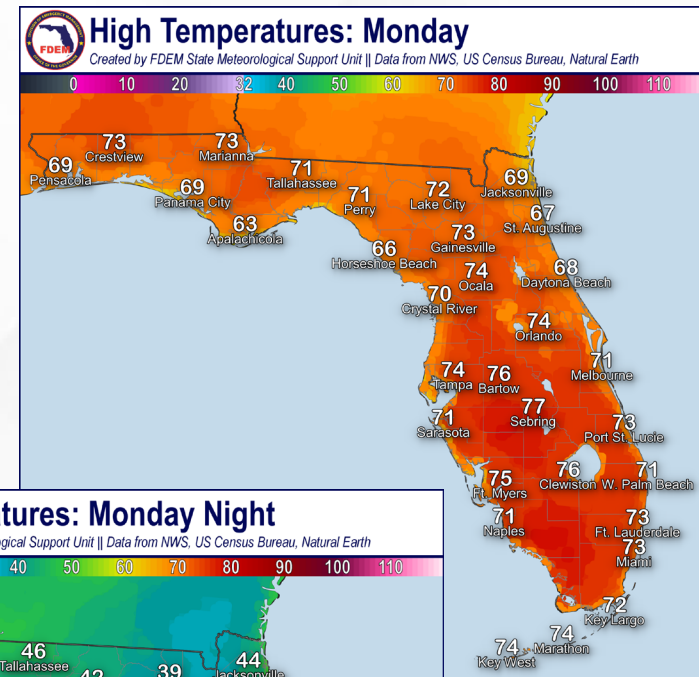 FDEM
High Temperatures: Monday
Created by FDEM State Meteorological Support Unit || Data from NWS, US Census Bureau, Natural Earth
0 10 20 32 40 50 60 70 80 90 100 110
73
Crestview
73
Marianna
69
Pensacola
71
Tallahassee
69
Panama City
71
Perry
72
Lake City
69
Jacksonville
63
Apalachicola
67
St. Augustine
73
Gainesville
66
Horseshoe Beach
74
Ocala
68
Daytona Beach
70
Crystal River
74
Orlando
71
Melbourne
74
Tampa
76
Bartow
77
Sebring
71
Sarasota
73
Port St. Lucie
75
Ft. Myers
76
Clewiston
71
W. Palm Beach
71
Naples
73
Ft. Lauderdale
73
Miami
72
Key Largo
74
Marathon
74
Key West
tures: Monday Night
gical Support Unit || Data from NWS, US Census Bureau, Natural Earth
40 50 60 70 80 90 100 110
46
Tallahassee
42
39
44
Jacksonville